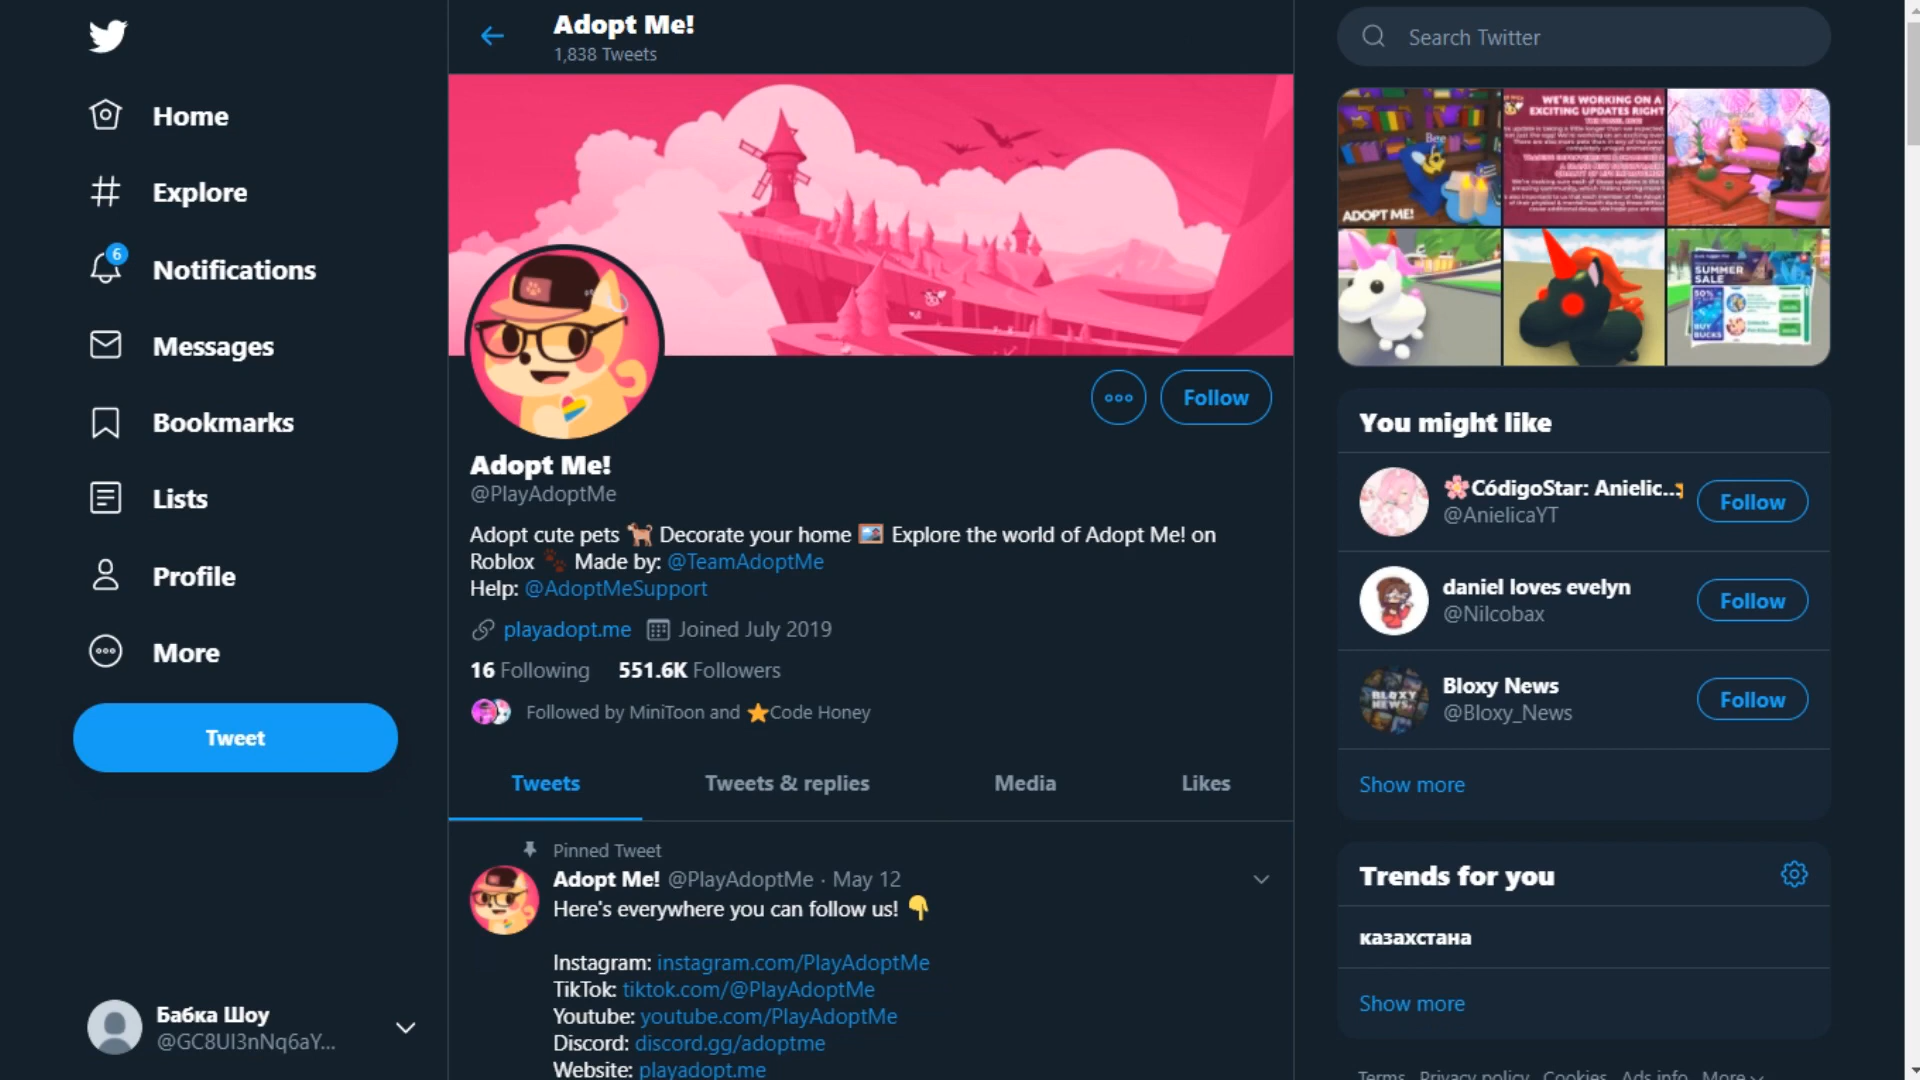 Home
Explore
6
Notifications
Messages
Bookmarks
Lists
Profile
More
Tweet
Бабка Шоу
@GC8UI3nNq6aY...
Adopt Me!
1,838 Tweets
Follow
Adopt Me!
@PlayAdoptMe
Adopt cute pets 🐕 Decorate your home 🖼️ Explore the world of Adopt Me! on
Roblox 🐾 Made by: @TeamAdoptMe
Help: @AdoptMeSupport
playadopt.me Joined July 2019
16 Following 551.6K Followers
Followed by MiniToon and ⭐Code Honey
Tweets Tweets & replies Media Likes
Pinned Tweet
Adopt Me! @PlayAdoptMe · May 12
Here's everywhere you can follow us! 👇
Instagram: instagram.com/PlayAdoptMe
TikTok: tiktok.com/@PlayAdoptMe
Youtube: youtube.com/PlayAdoptMe
Discord: discord.gg/adoptme
Website: playadopt.me
Search Twitter
Bee
ADOPT ME!
WE'RE WORKING ON A
EXCITING UPDATES RIGHT
SUMMER
SALE
50%
BUY
BUCKS
You might like
🌸CódigoStar: Anielic...
@AnielicaYT
Follow
daniel loves evelyn
@Nilcobax
Follow
BLOXY
NEWS
Bloxy News
@Bloxy_News
Follow
Show more
Trends for you
казахстана
Show more
Terms Privacy policy Cookies Ads info More